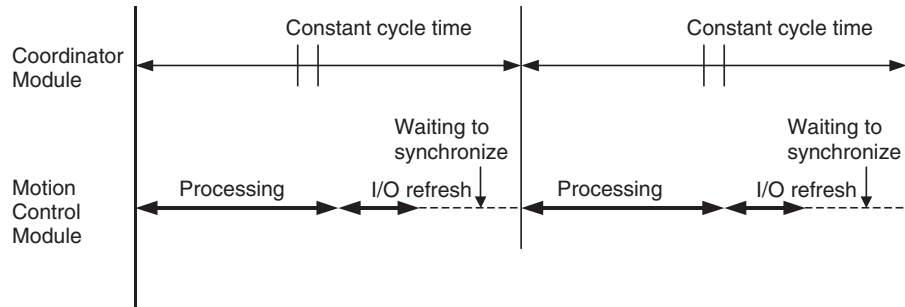 Constant cycle time
Constant cycle time
Coordinator
Module
Waiting to
synchronize
Waiting to
synchronize
Motion
Control
Module
Processing
I/O refresh
Processing
I/O refresh